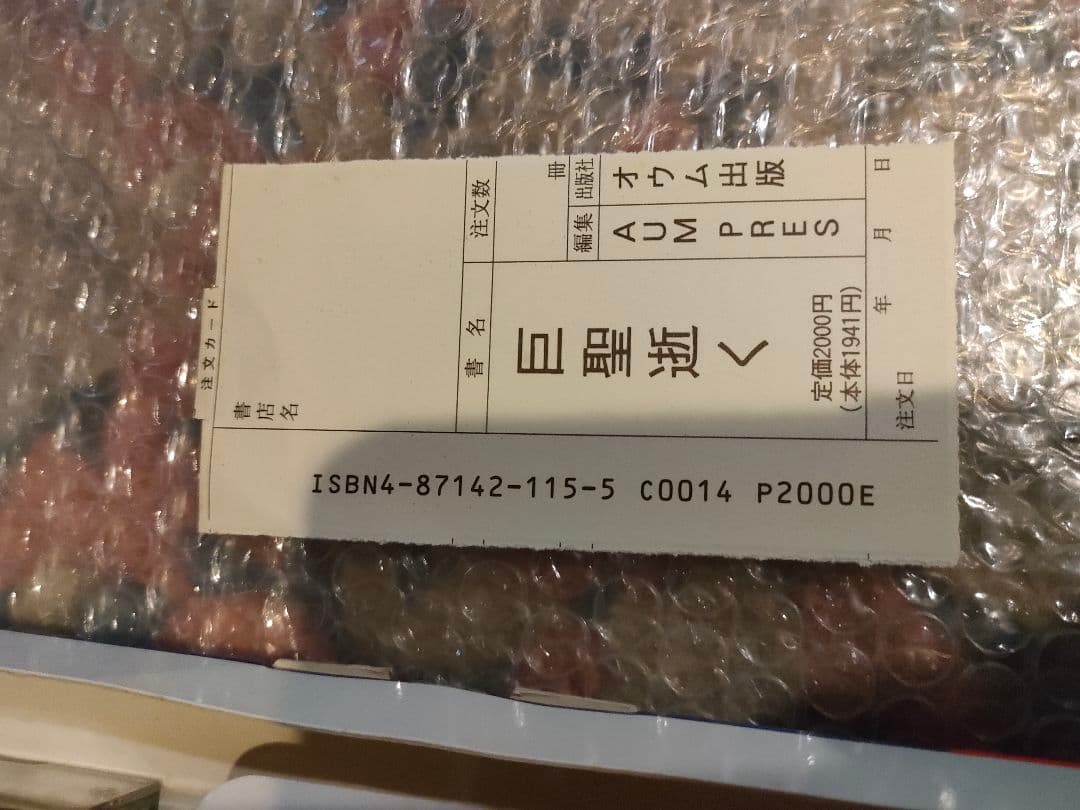 注文カード
書店名
注文数
冊
書名
巨聖逝く
出版社
オウム出版
編集
AUM PRESS
定価2000円
(本体1941円)
注文日 年 月 日
ISBN4-87142-115-5 C0014 P2000E